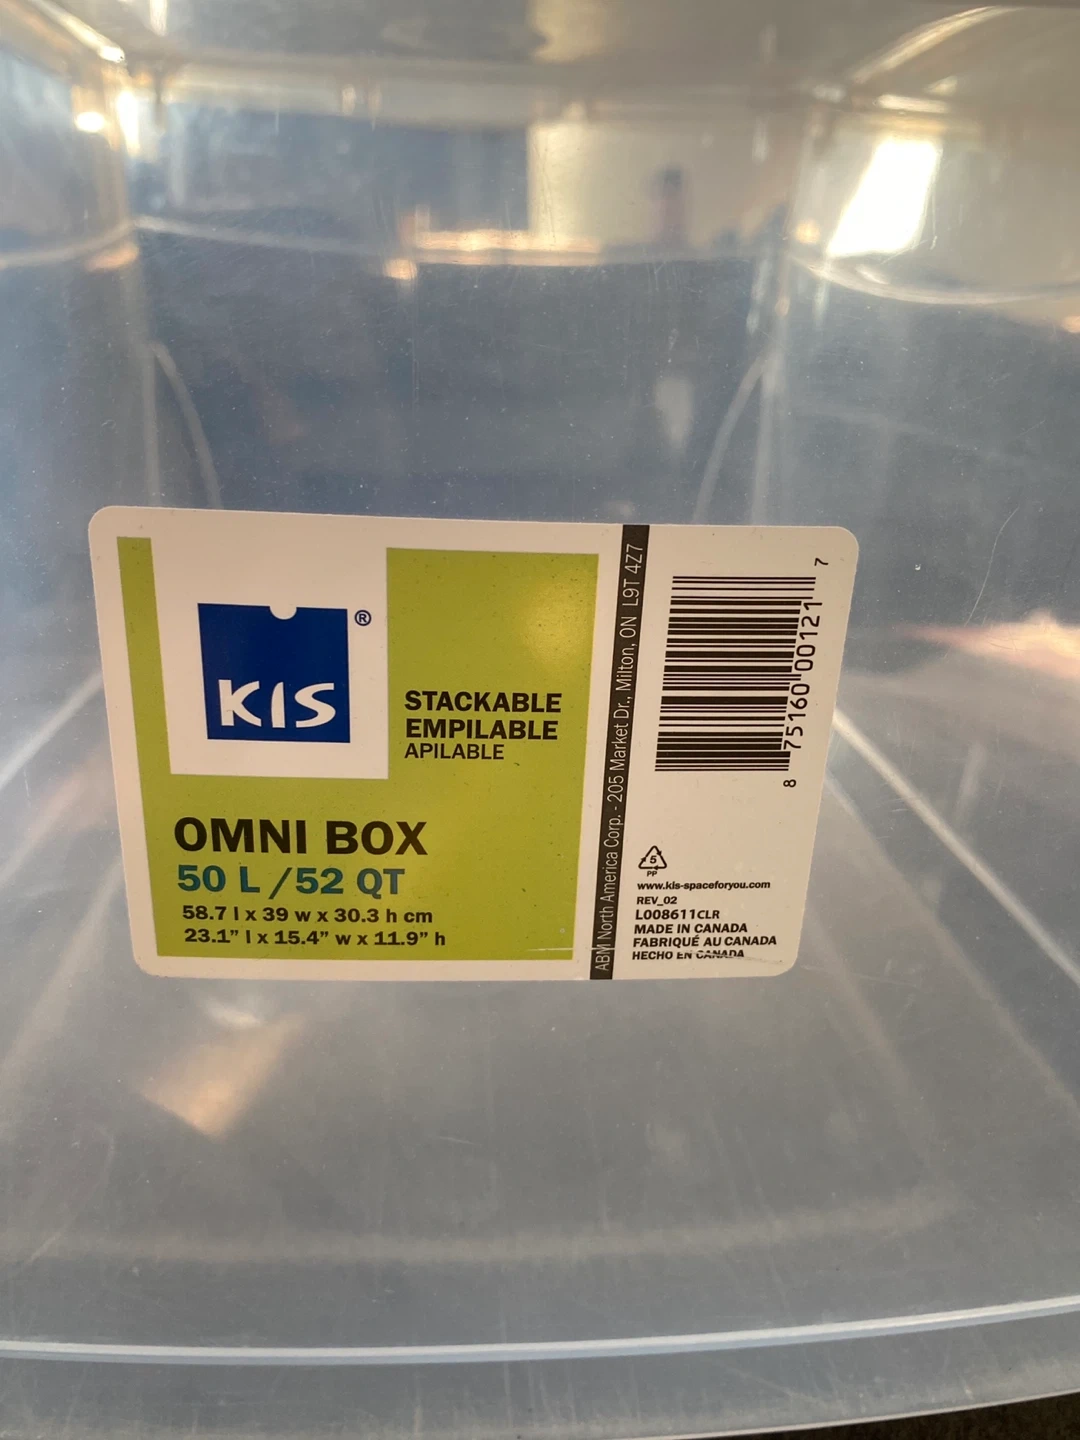 KIS®
STACKABLE
EMPILABLE
APILABLE
OMNI BOX
50 L /52 QT
58.7 l x 39 w x 30.3 h cm
23.1” l x 15.4” w x 11.9” h
ABM North America Corp. - 205 Market Dr., Milton, ON L9T 4Z7
8 75160 00121 7
5
PP
www.kis-spaceforyou.com
REV_02
L008611CLR
MADE IN CANADA
FABRIQUÉ AU CANADA
HECHO EN CANADA